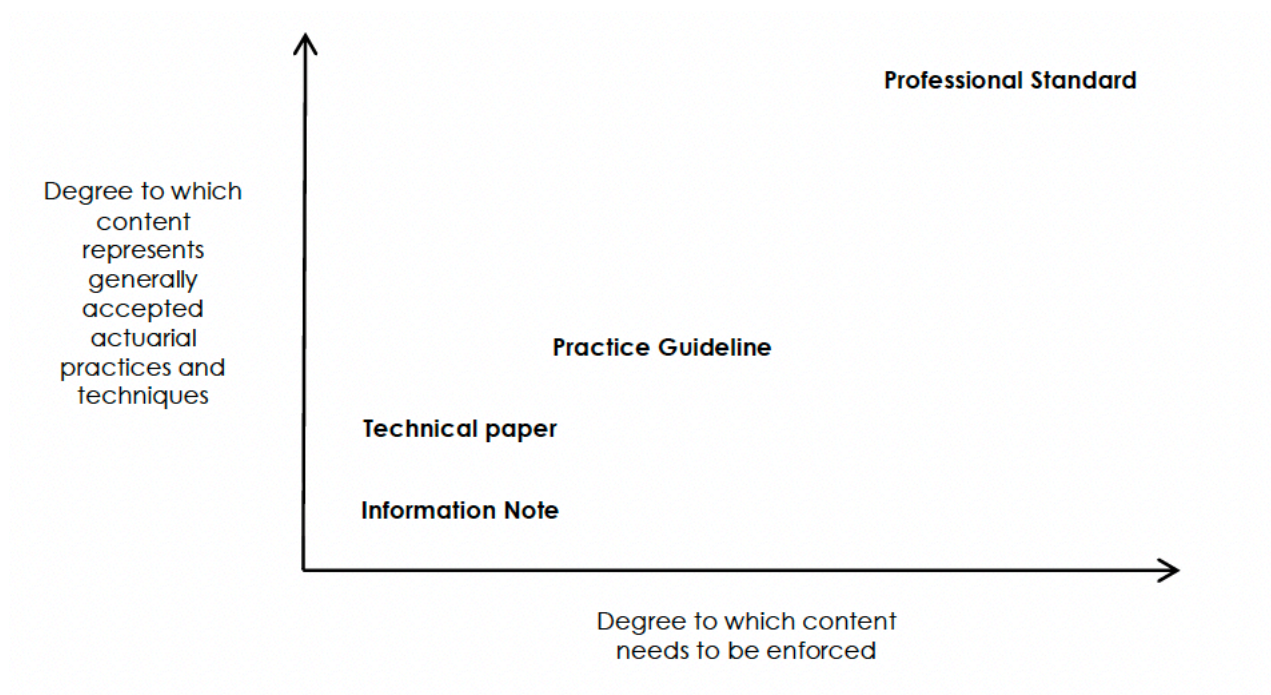 Professional Standard
Degree to which
content
represents
generally
accepted
actuarial
practices and
techniques
Practice Guideline
Technical paper
Information Note
Degree to which content
needs to be enforced